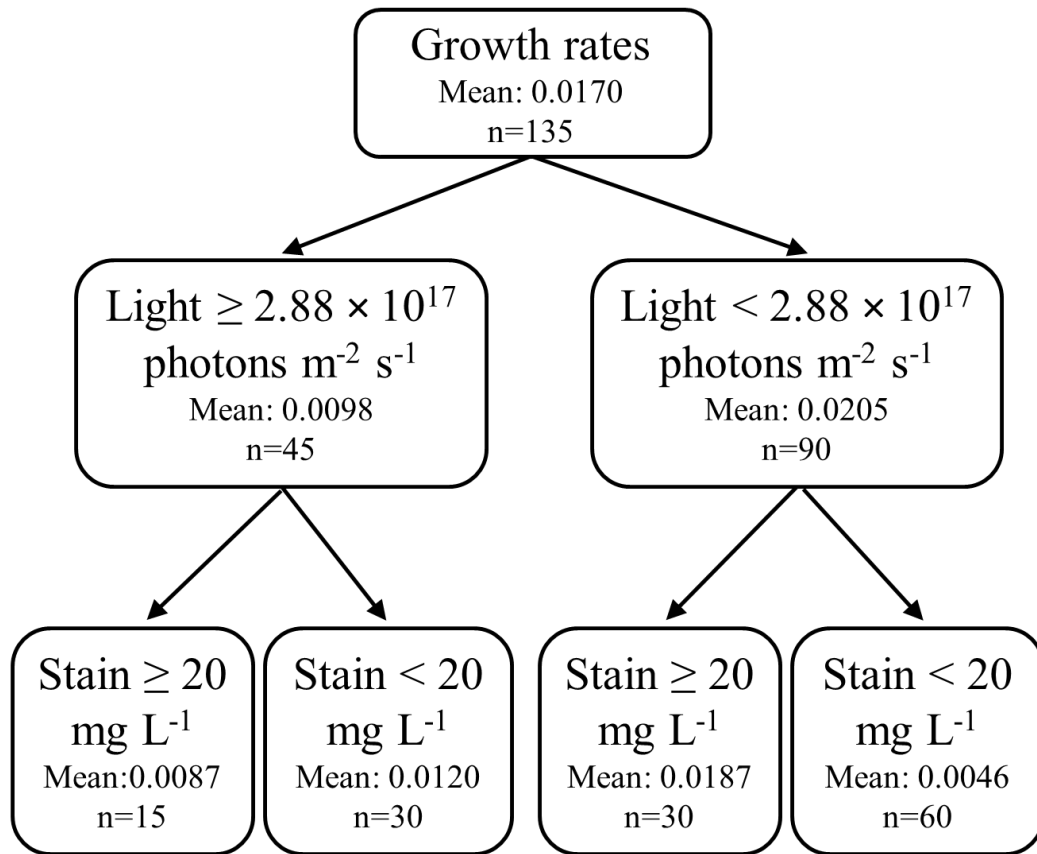 Growth rates
Mean: 0.0170
n=135
Light ≥ 2.88 × 10¹⁷
photons m⁻² s⁻¹
Mean: 0.0098
n=45
Light < 2.88 × 10¹⁷
photons m⁻² s⁻¹
Mean: 0.0205
n=90
Stain ≥ 20
mg L⁻¹
Mean:0.0087
n=15
Stain < 20
mg L⁻¹
Mean: 0.0120
n=30
Stain ≥ 20
mg L⁻¹
Mean: 0.0187
n=30
Stain < 20
mg L⁻¹
Mean: 0.0046
n=60